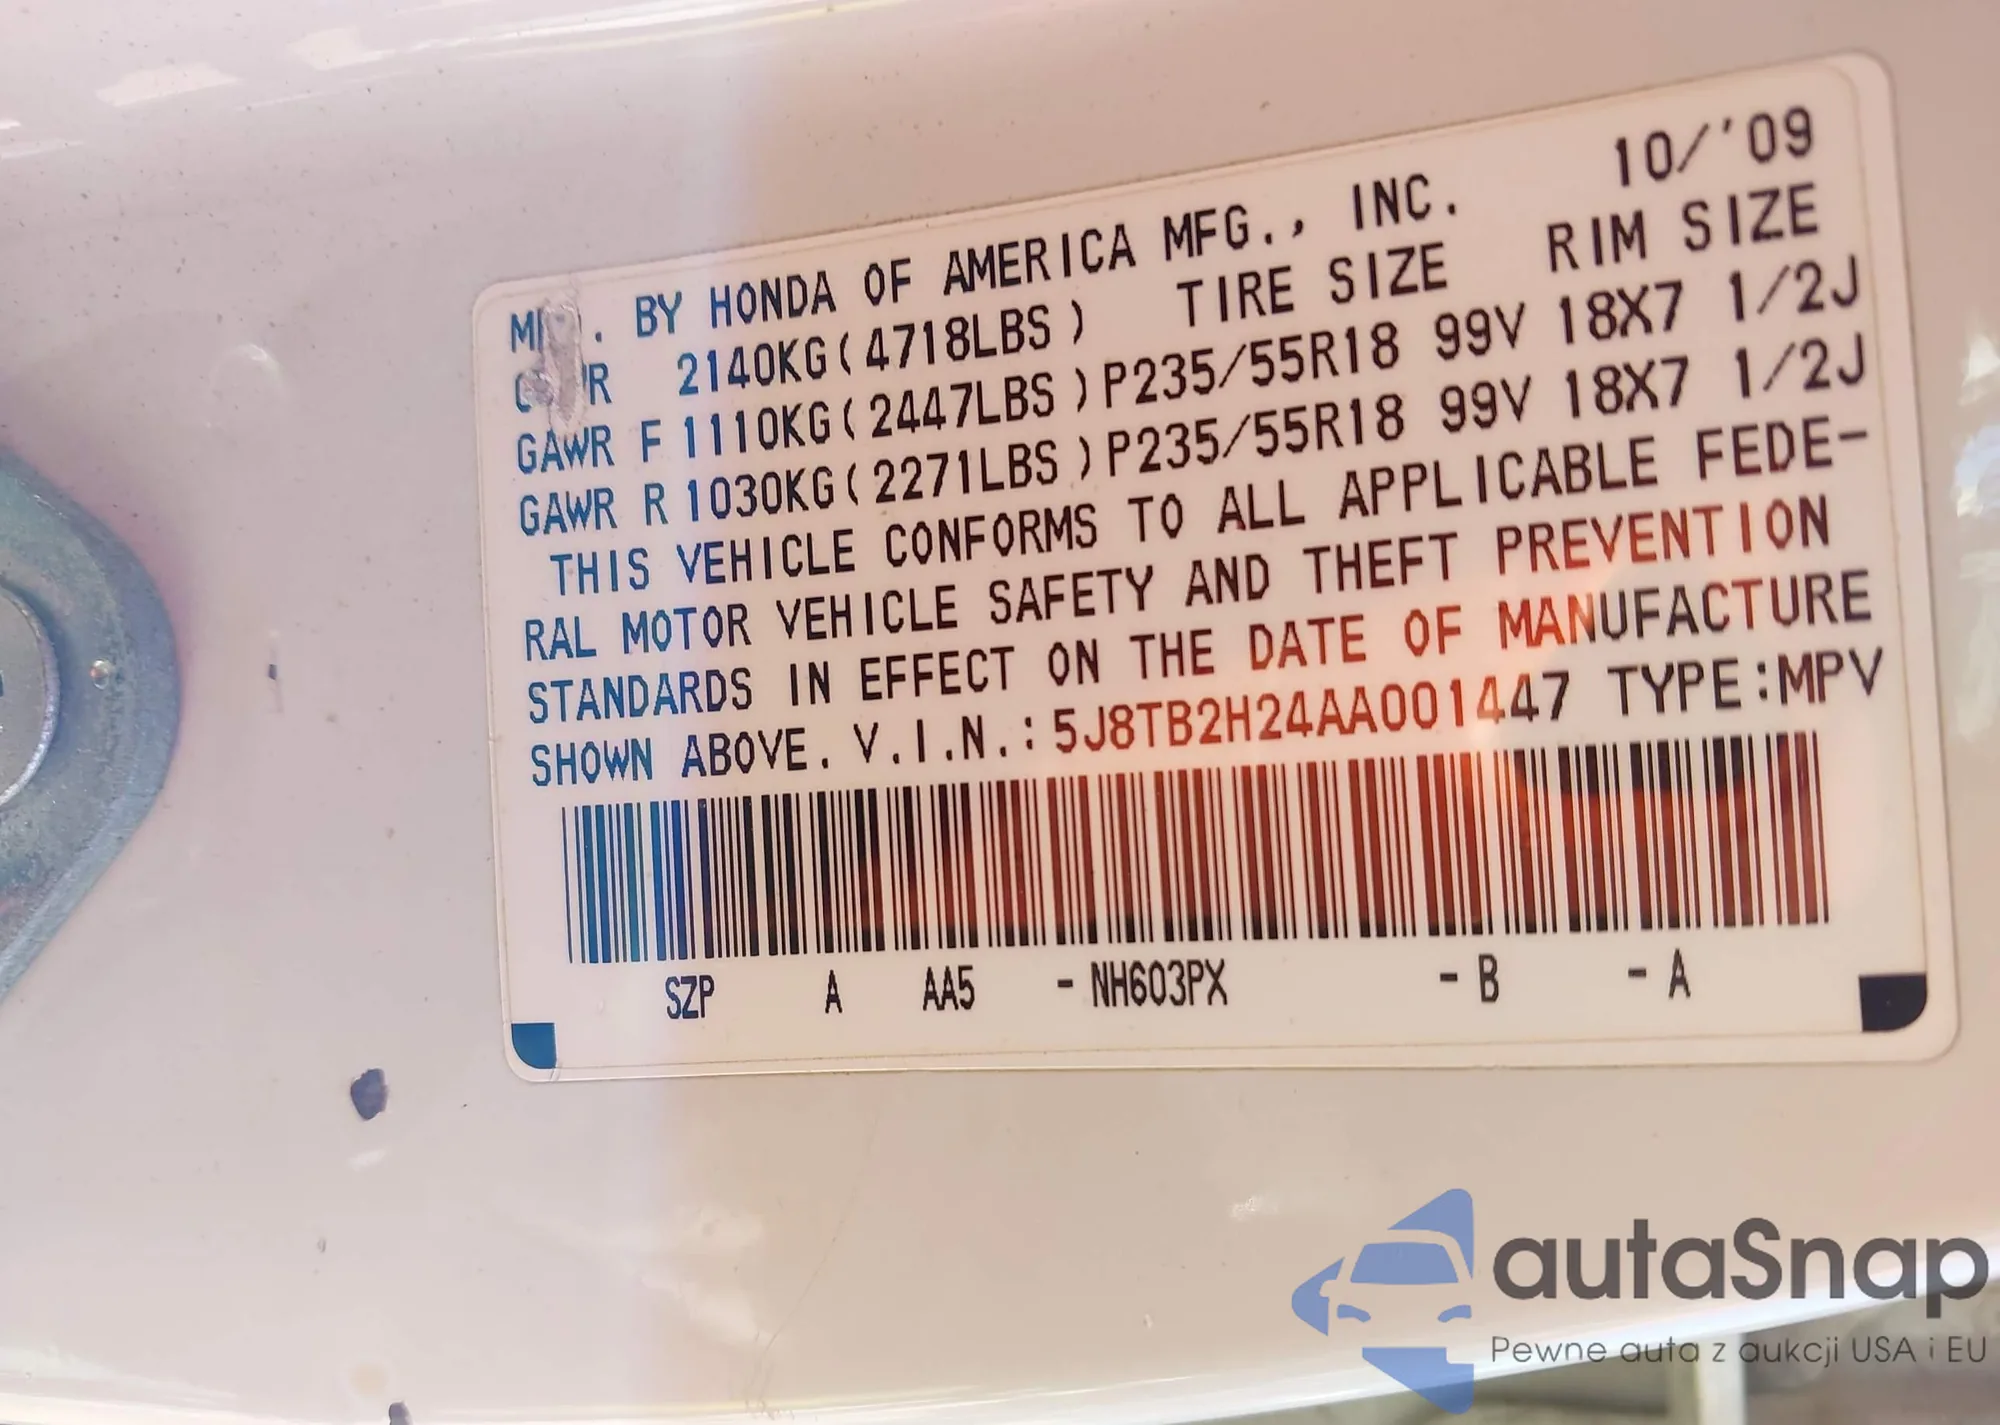 10/'09
. BY HONDA OF AMERICA MFG., INC.
2140KG(4718LBS) TIRE SIZE RIM SIZE
GAWR F 1110KG(2447LBS)P235/55R18 99V 18X7 1/2J
GAWR R 1030KG(2271LBS)P235/55R18 99V 18X7 1/2J
THIS VEHICLE CONFORMS TO ALL APPLICABLE FEDE-
RAL MOTOR VEHICLE SAFETY AND THEFT PREVENTION
STANDARDS IN EFFECT ON THE DATE OF MANUFACTURE
SHOWN ABOVE. V.I.N.:5J8TB2H24AA001447 TYPE:MPV
SZP A AA5 -NH603PX -B -A
autaSnap
Pewne auta z aukcji USA i EU